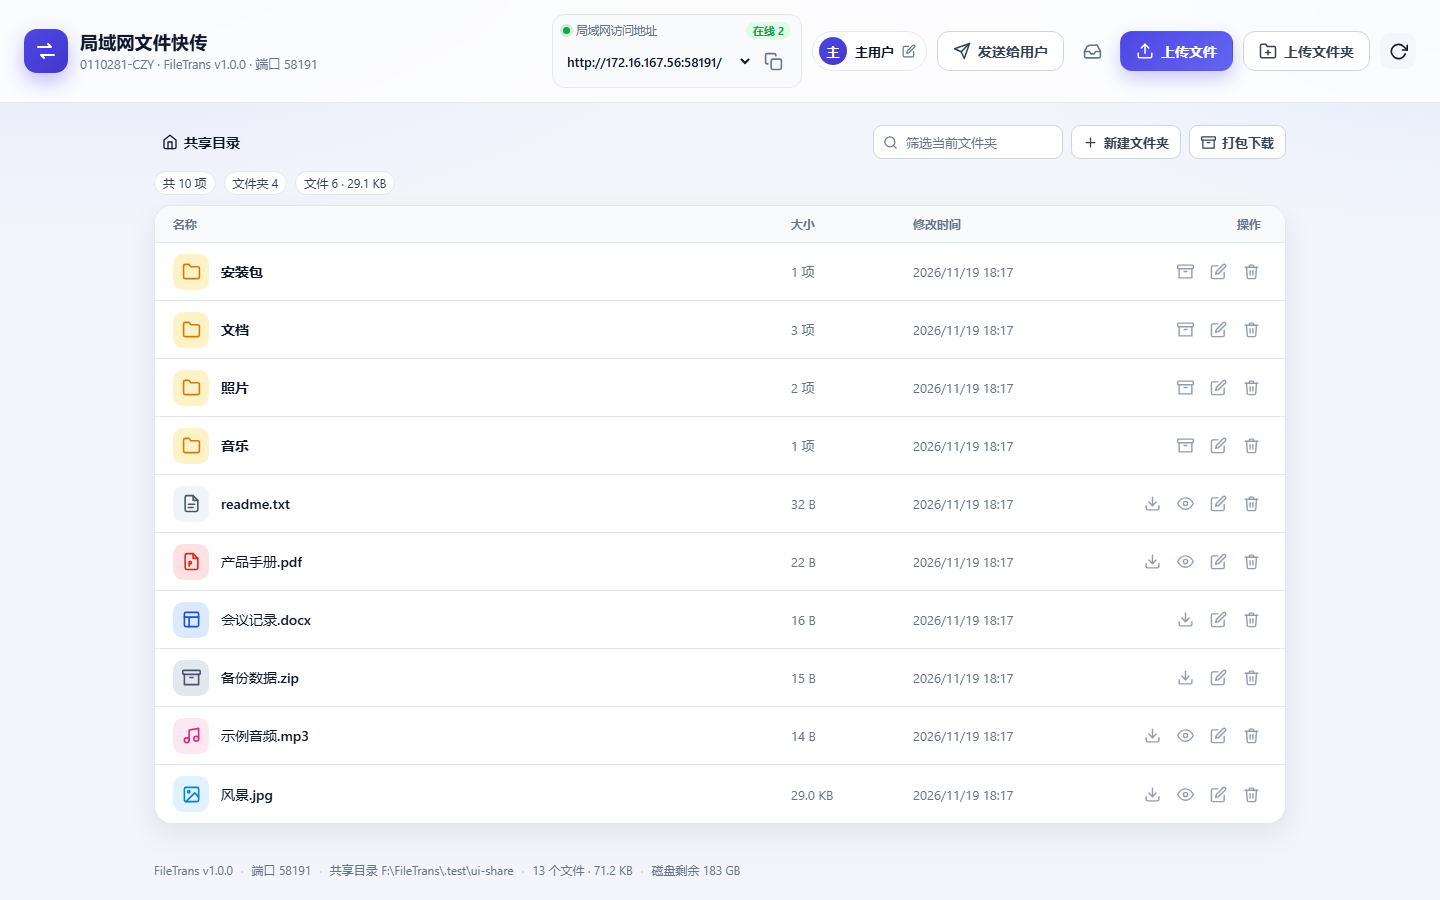 局域网文件快传
0110281-CZY · FileTrans v1.0.0 · 端口 58191
局域网访问地址
在线 2
http://172.16.167.56:58191/
主
主用户
发送给用户
上传文件
上传文件夹
共享目录
筛选当前文件夹
新建文件夹
打包下载
共 10 项
文件夹 4
文件 6 · 29.1 KB
名称 大小 修改时间 操作
安装包 1 项 2026/11/19 18:17
文档 3 项 2026/11/19 18:17
照片 2 项 2026/11/19 18:17
音乐 1 项 2026/11/19 18:17
readme.txt 32 B 2026/11/19 18:17
产品手册.pdf 22 B 2026/11/19 18:17
会议记录.docx 16 B 2026/11/19 18:17
备份数据.zip 15 B 2026/11/19 18:17
示例音频.mp3 14 B 2026/11/19 18:17
风景.jpg 29.0 KB 2026/11/19 18:17
FileTrans v1.0.0 · 端口 58191 · 共享目录 F:\FileTrans\.test\ui-share · 13 个文件 · 71.2 KB · 磁盘剩余 183 GB